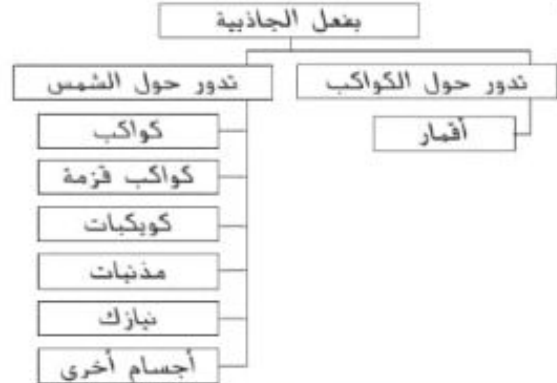 بفعل الجاذبية
تدور حول الكواكب
تدور حول الشمس
أقمار
كواكب
كواكب قزمة
كويكبات
مذنبات
نيازك
أجسام أخرى